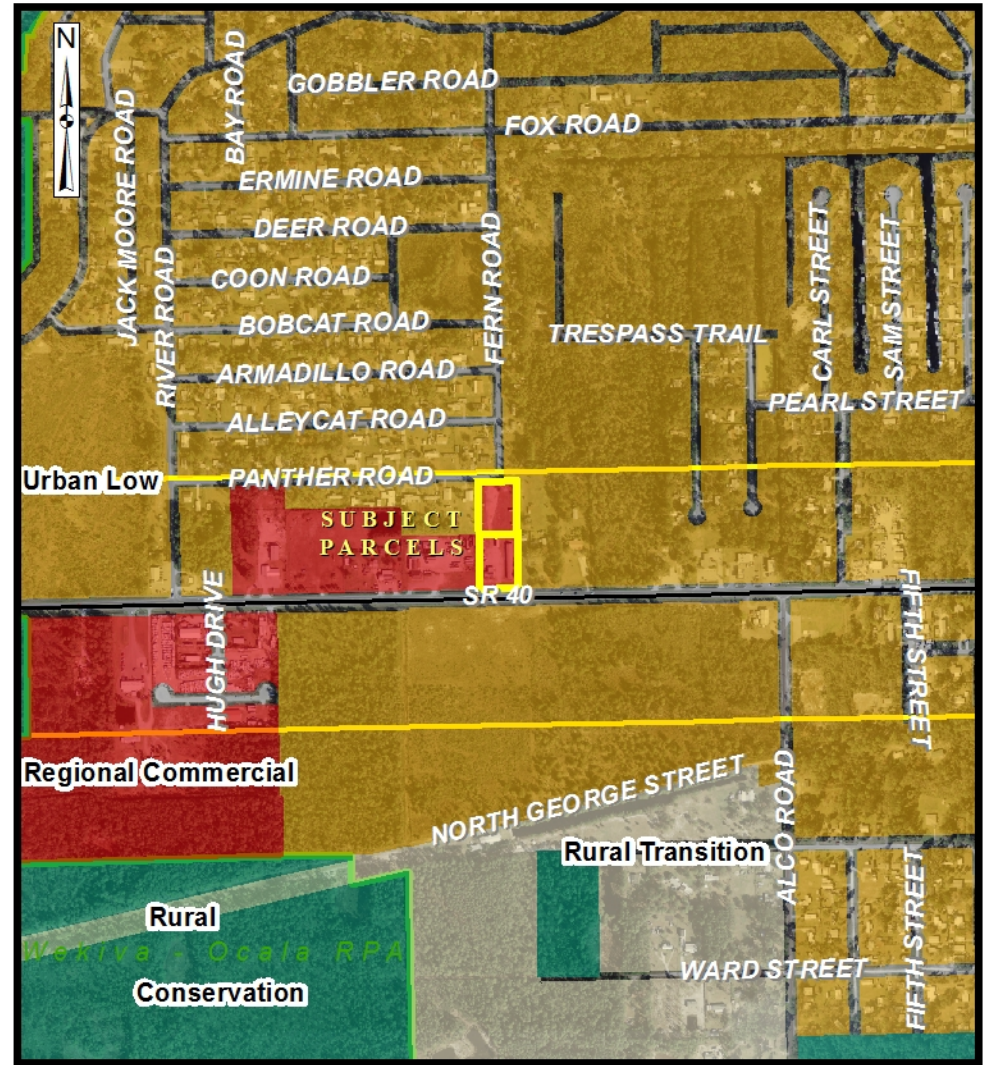 N
BAY ROAD
GOBBLER ROAD
FOX ROAD
JACK MOORE ROAD
ERMINE ROAD
DEER ROAD
FERN ROAD
CARL STREET
SAM STREET
RIVER ROAD
COON ROAD
BOBCAT ROAD
TRESPASS TRAIL
ARMADILLO ROAD
PEARL STREET
ALLEYCAT ROAD
Urban Low
PANTHER ROAD
SUBJECT
PARCELS
SR 40
HUGH DRIVE
FIFTH STREET
Regional Commercial
NORTH GEORGE STREET
ALCO ROAD
Rural Transition
Rural
Wekiva - Ocala RPA
FIFTH STREET
WARD STREET
Conservation